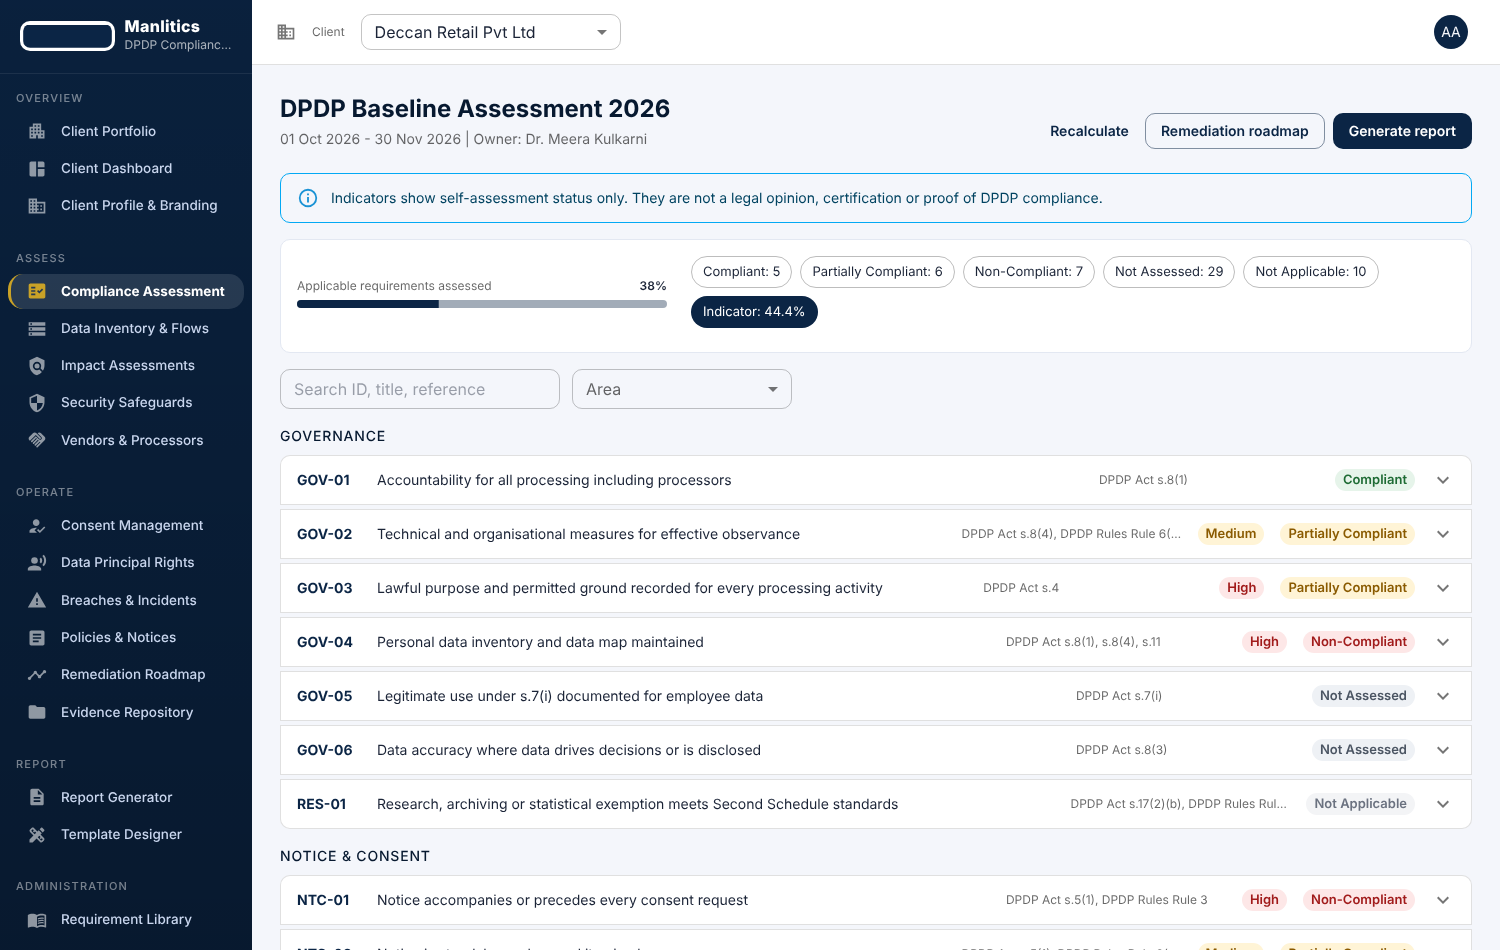 Manlitics
DPDP Complianc...
Client
Deccan Retail Pvt Ltd
AA
OVERVIEW
Client Portfolio
Client Dashboard
Client Profile & Branding
ASSESS
Compliance Assessment
Data Inventory & Flows
Impact Assessments
Security Safeguards
Vendors & Processors
OPERATE
Consent Management
Data Principal Rights
Breaches & Incidents
Policies & Notices
Remediation Roadmap
Evidence Repository
REPORT
Report Generator
Template Designer
ADMINISTRATION
Requirement Library
DPDP Baseline Assessment 2026
01 Oct 2026 - 30 Nov 2026 | Owner: Dr. Meera Kulkarni
Recalculate
Remediation roadmap
Generate report
Indicators show self-assessment status only. They are not a legal opinion, certification or proof of DPDP compliance.
Applicable requirements assessed 38%
Compliant: 5 Partially Compliant: 6 Non-Compliant: 7 Not Assessed: 29 Not Applicable: 10
Indicator: 44.4%
Search ID, title, reference
Area
GOVERNANCE
GOV-01 Accountability for all processing including processors DPDP Act s.8(1) Compliant
GOV-02 Technical and organisational measures for effective observance DPDP Act s.8(4), DPDP Rules Rule 6(... Medium Partially Compliant
GOV-03 Lawful purpose and permitted ground recorded for every processing activity DPDP Act s.4 High Partially Compliant
GOV-04 Personal data inventory and data map maintained DPDP Act s.8(1), s.8(4), s.11 High Non-Compliant
GOV-05 Legitimate use under s.7(i) documented for employee data DPDP Act s.7(i) Not Assessed
GOV-06 Data accuracy where data drives decisions or is disclosed DPDP Act s.8(3) Not Assessed
RES-01 Research, archiving or statistical exemption meets Second Schedule standards DPDP Act s.17(2)(b), DPDP Rules Rul... Not Applicable
NOTICE & CONSENT
NTC-01 Notice accompanies or precedes every consent request DPDP Act s.5(1), DPDP Rules Rule 3 High Non-Compliant